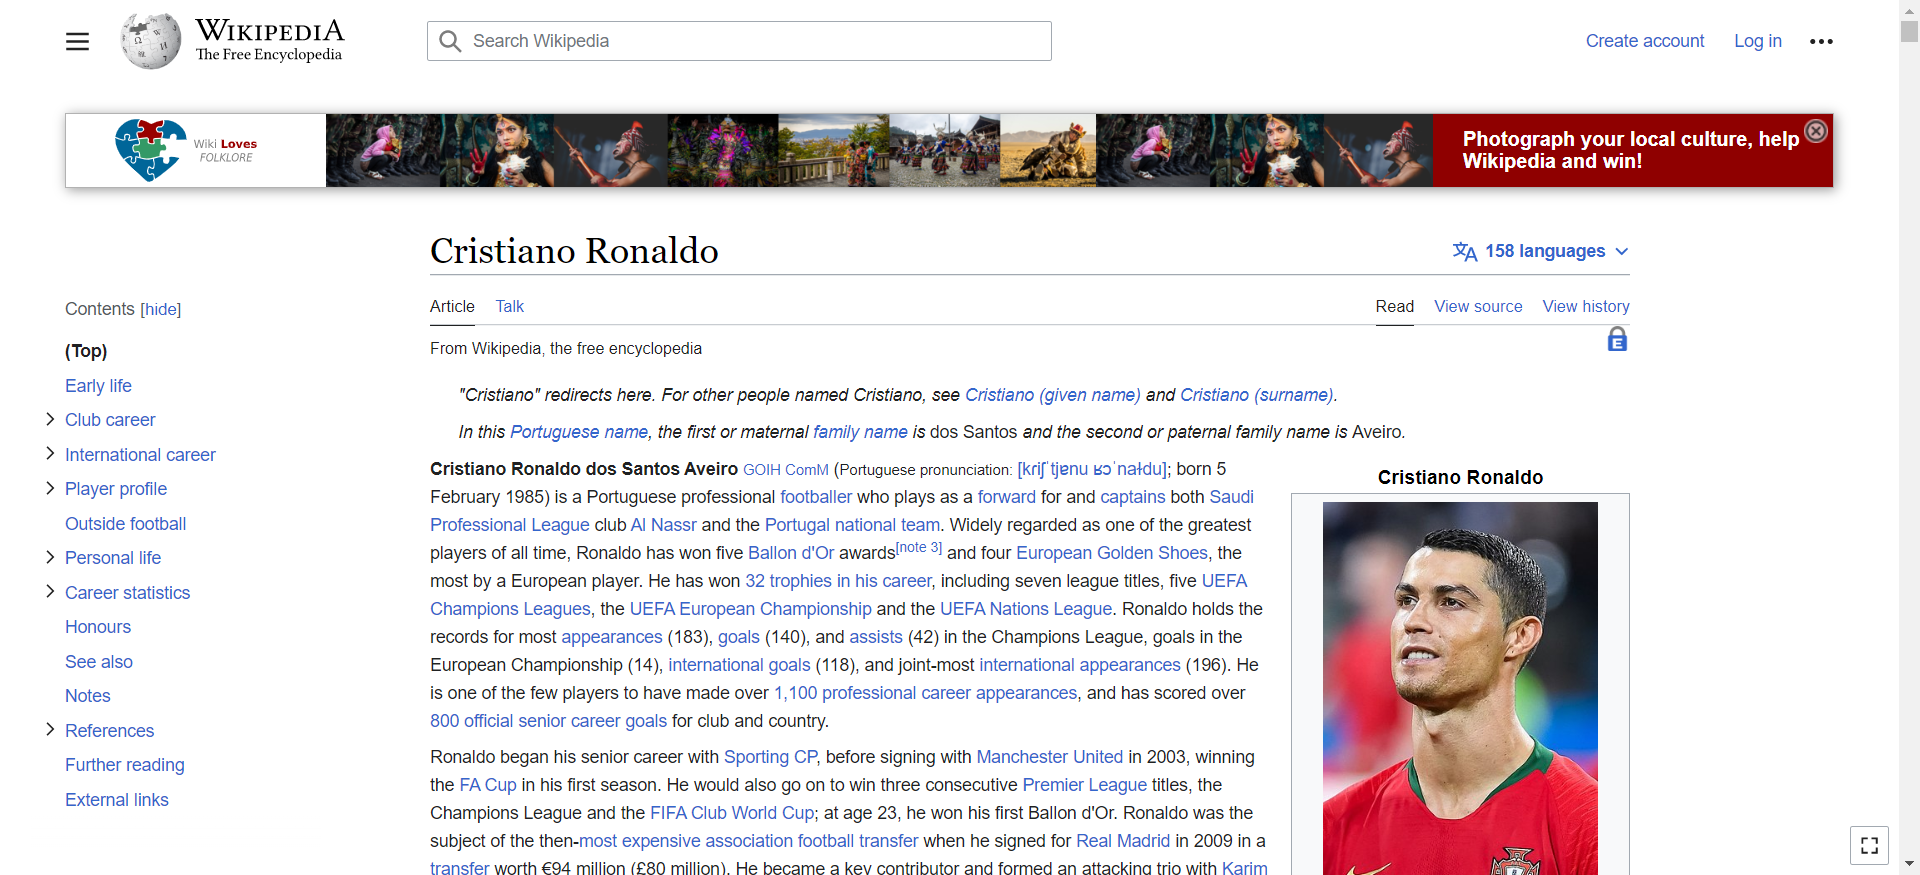 WIKIPEDIA
The Free Encyclopedia
Search Wikipedia
Create account
Log in
Wiki Loves
FOLKLORE
Photograph your local culture, help
Wikipedia and win!
Cristiano Ronaldo
158 languages
Contents [hide]
(Top)
Early life
Club career
International career
Player profile
Outside football
Personal life
Career statistics
Honours
See also
Notes
References
Further reading
External links
Article
Talk
Read
View source
View history
From Wikipedia, the free encyclopedia
E
"Cristiano" redirects here. For other people named Cristiano, see Cristiano (given name) and Cristiano (surname).
In this Portuguese name, the first or maternal family name is dos Santos and the second or paternal family name is Aveiro.
Cristiano Ronaldo dos Santos Aveiro GOIH ComM (Portuguese pronunciation: [kɾiʃˈtjɐnu ʁɔˈnaɫdu]; born 5
February 1985) is a Portuguese professional footballer who plays as a forward for and captains both Saudi
Professional League club Al Nassr and the Portugal national team. Widely regarded as one of the greatest
players of all time, Ronaldo has won five Ballon d'Or awards[note 3] and four European Golden Shoes, the
most by a European player. He has won 32 trophies in his career, including seven league titles, five UEFA
Champions Leagues, the UEFA European Championship and the UEFA Nations League. Ronaldo holds the
records for most appearances (183), goals (140), and assists (42) in the Champions League, goals in the
European Championship (14), international goals (118), and joint-most international appearances (196). He
is one of the few players to have made over 1,100 professional career appearances, and has scored over
800 official senior career goals for club and country.
Ronaldo began his senior career with Sporting CP, before signing with Manchester United in 2003, winning
the FA Cup in his first season. He would also go on to win three consecutive Premier League titles, the
Champions League and the FIFA Club World Cup; at age 23, he won his first Ballon d'Or. Ronaldo was the
subject of the then-most expensive association football transfer when he signed for Real Madrid in 2009 in a
transfer worth €94 million (£80 million). He became a key contributor and formed an attacking trio with Karim
Cristiano Ronaldo